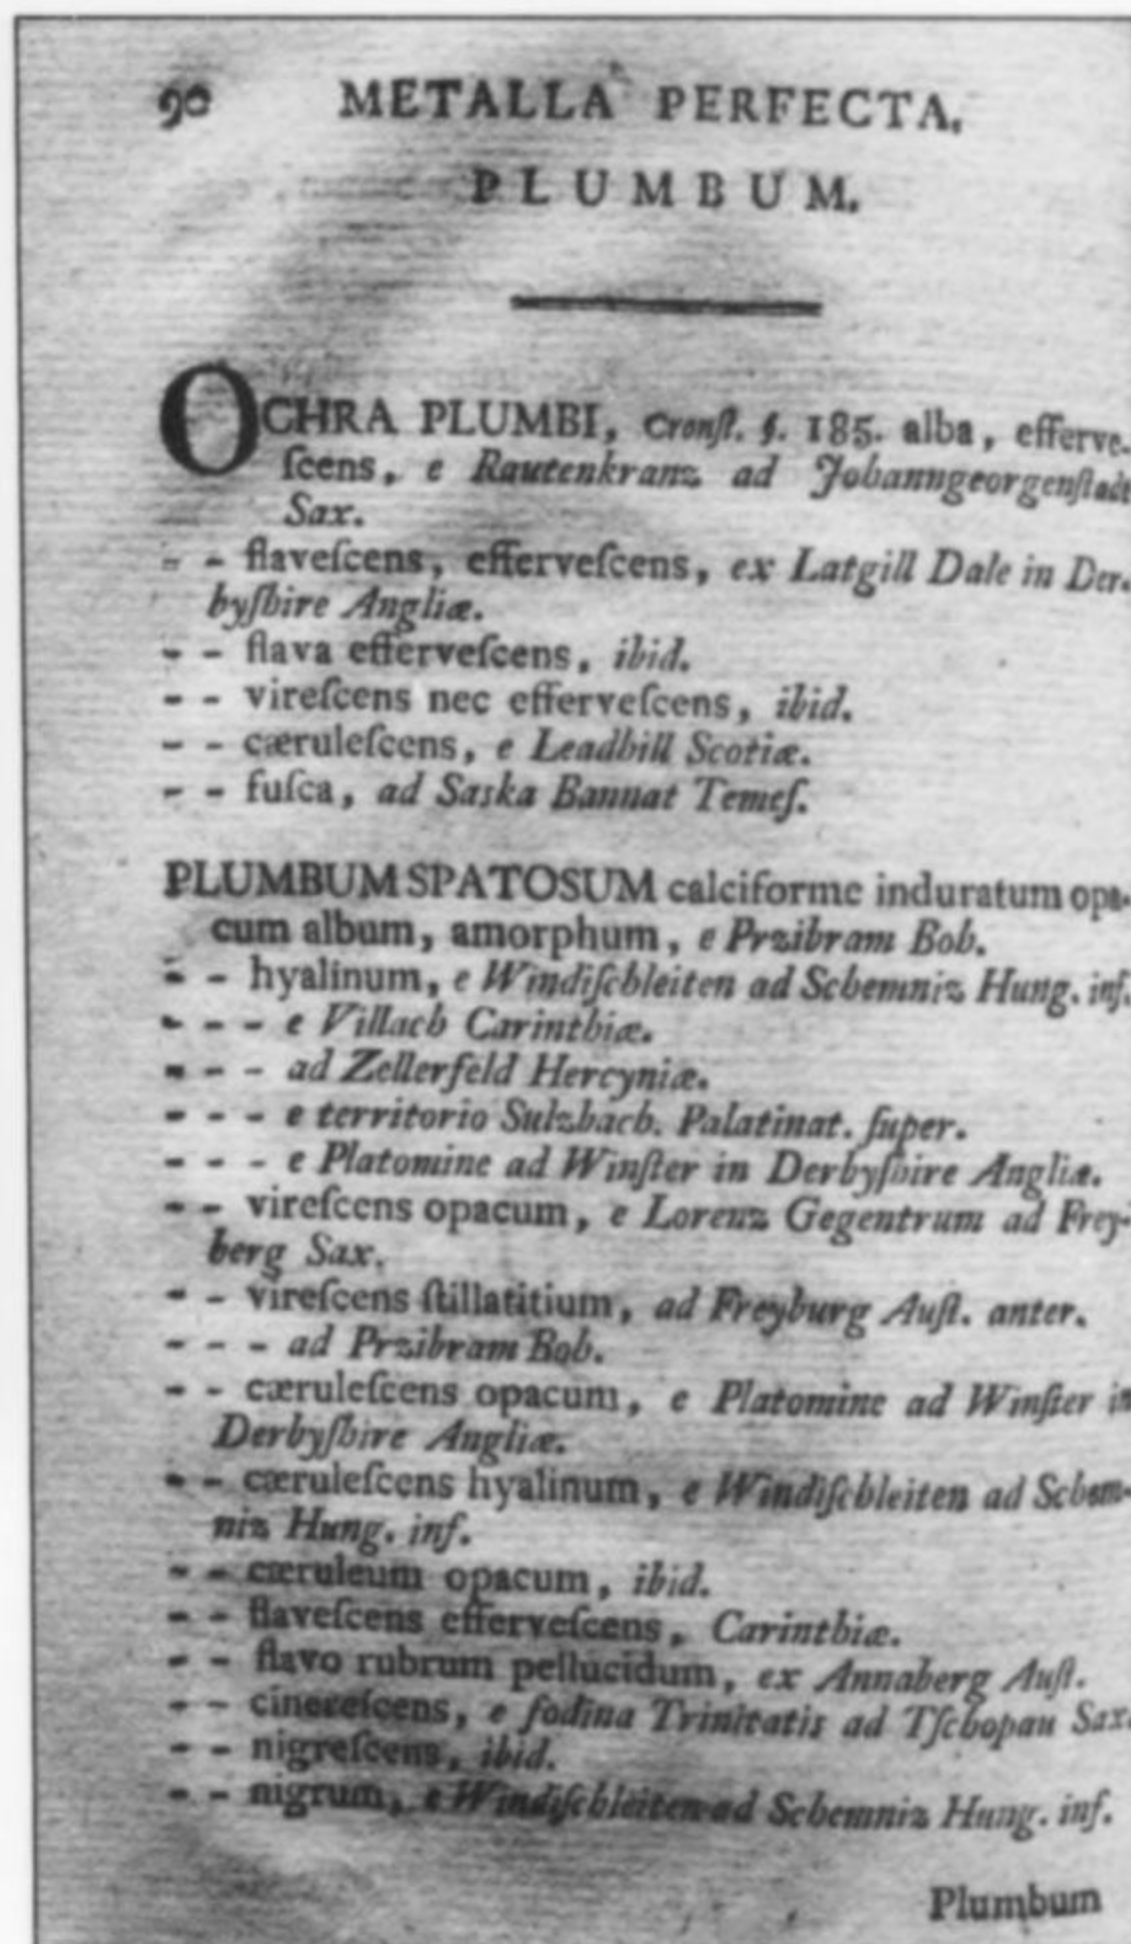 90 METALLA PERFECTA.
PLUMBUM.
OCHRA PLUMBI, Cronſt. §. 185. alba, efferve-
ſcens, e Rautenkranz ad Johanngeorgenſtadt
Sax.
- - flaveſcens, efferveſcens, ex Latgill Dale in Der-
byſhire Angliæ.
- - flava efferveſcens, ibid.
- - vireſcens nec efferveſcens, ibid.
- - cæruleſcens, e Leadhill Scotiæ.
- - fuſca, ad Saska Bannat Temeſ.
PLUMBUM SPATOSUM calciforme induratum opa-
cum album, amorphum, e Przibram Boh.
- - hyalinum, e Windiſchleiten ad Schemniz Hung. inf.
- - - e Villach Carinthiæ.
- - - ad Zellerfeld Hercyniæ.
- - - e territorio Sulzbach. Palatinat. ſuper.
- - - e Platomine ad Winſter in Derbyſhire Angliæ.
- - vireſcens opacum, e Lorenz Gegentrum ad Frey-
berg Sax.
- - vireſcens ſtillatitium, ad Freyburg Auſt. anter.
- - - ad Przibram Boh.
- - cæruleſcens opacum, e Platomine ad Winſter in
Derbyſhire Angliæ.
- - cæruleſcens hyalinum, e Windiſchleiten ad Schem-
niz Hung. inf.
- - cæruleum opacum, ibid.
- - flaveſcens efferveſcens, Carinthiæ.
- - flavo rubrum pellucidum, ex Annaberg Auſt.
- - cinereſcens, e fodina Trinitatis ad Tſchopau Sax.
- - nigreſcens, ibid.
- - nigrum, e Windiſchleiten ad Schemniz Hung. inf.
Plumbum